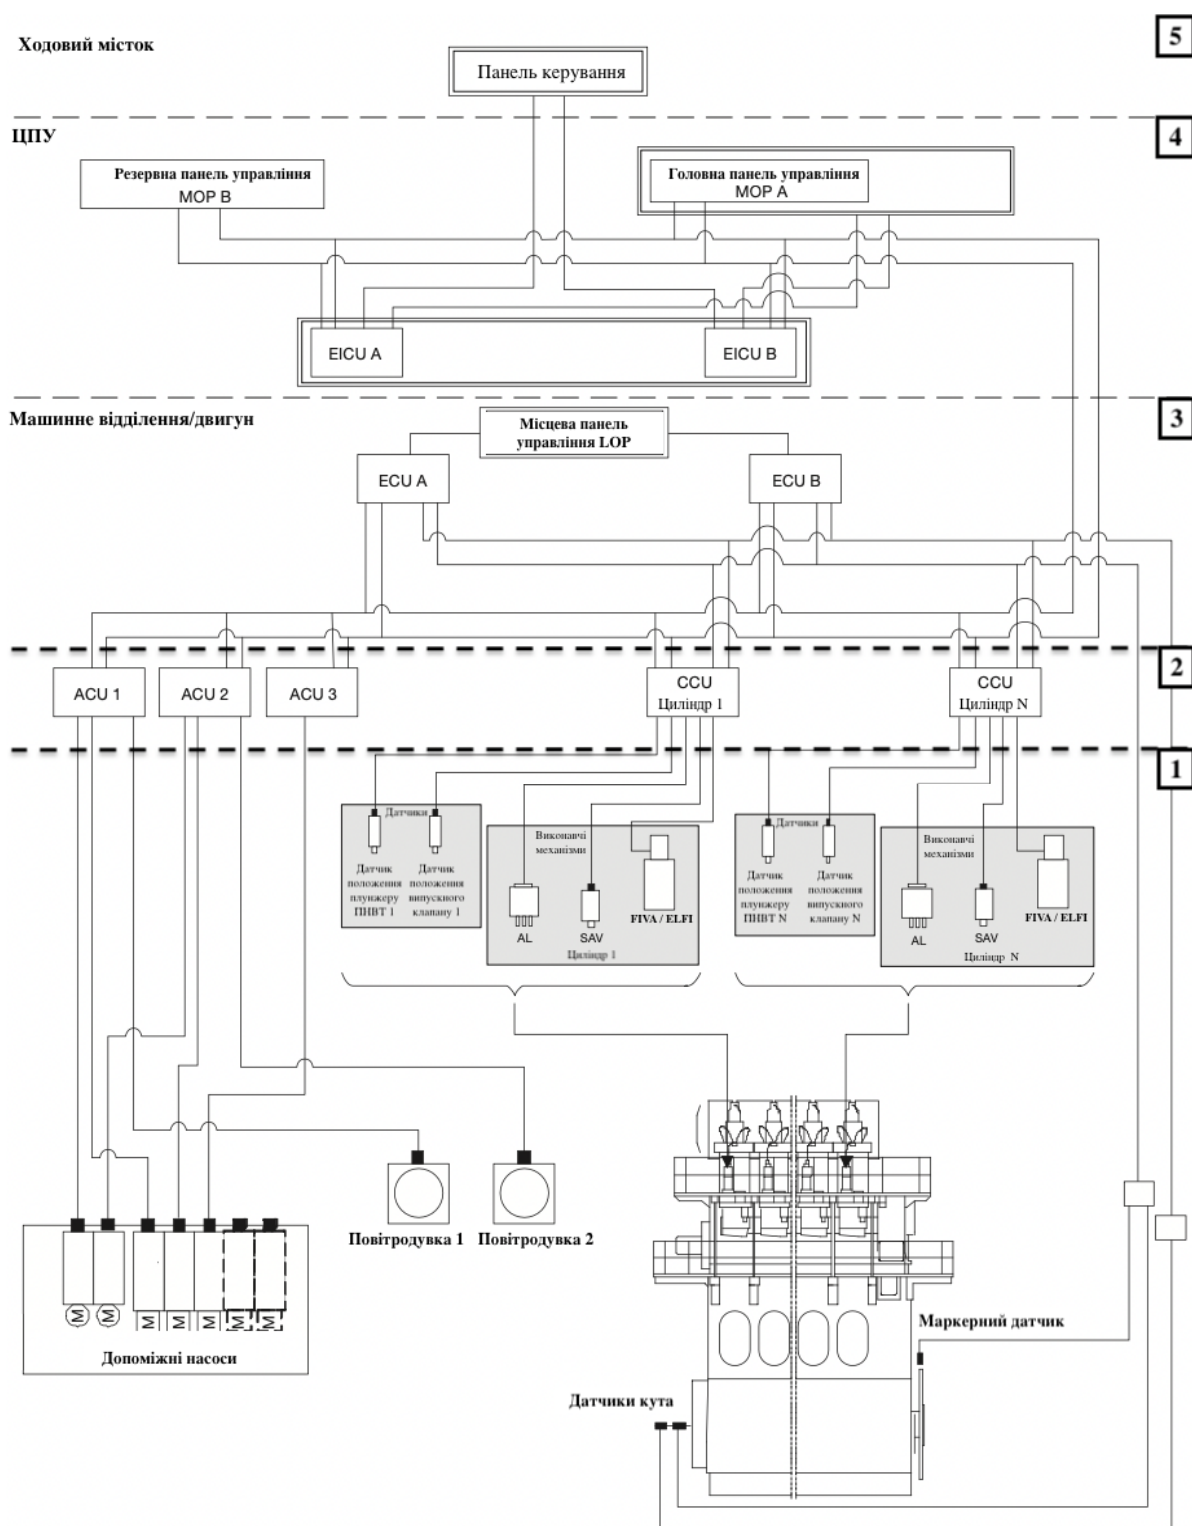 Ходовий місток
5
Панель керування
ЦПУ
4
Резервна панель управління
MOP B
Головна панель управління
MOP A
EICU A
EICU B
Машинне відділення/двигун
3
Місцева панель
управління LOP
ECU A
ECU B
2
ACU 1
ACU 2
ACU 3
CCU
Циліндр 1
CCU
Циліндр N
1
Датчики
Датчик
положення
плунжеру
ПНВТ 1
Датчик
положення
випускного
клапану 1
Виконавчі
механізми
AL
SAV
FIVA / ELFI
Циліндр 1
Датчики
Датчик
положення
плунжеру
ПНВТ N
Датчик
положення
випускного
клапану N
Виконавчі
механізми
AL
SAV
FIVA / ELFI
Циліндр N
Повітродувка 1
Повітродувка 2
M
M
M
M
M
M
M
Допоміжні насоси
Маркерний датчик
Датчики кута